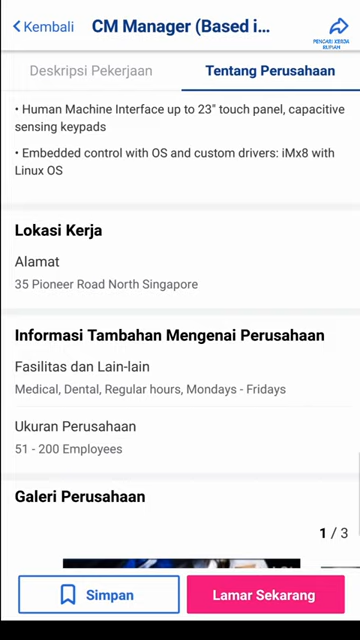 Kembali
CM Manager (Based i...
PENCARI KERJA
RUPIAH
Deskripsi Pekerjaan
Tentang Perusahaan
• Human Machine Interface up to 23" touch panel, capacitive
sensing keypads
• Embedded control with OS and custom drivers: iMx8 with
Linux OS
Lokasi Kerja
Alamat
35 Pioneer Road North Singapore
Informasi Tambahan Mengenai Perusahaan
Fasilitas dan Lain-lain
Medical, Dental, Regular hours, Mondays - Fridays
Ukuran Perusahaan
51 - 200 Employees
Galeri Perusahaan
1 / 3
Simpan
Lamar Sekarang